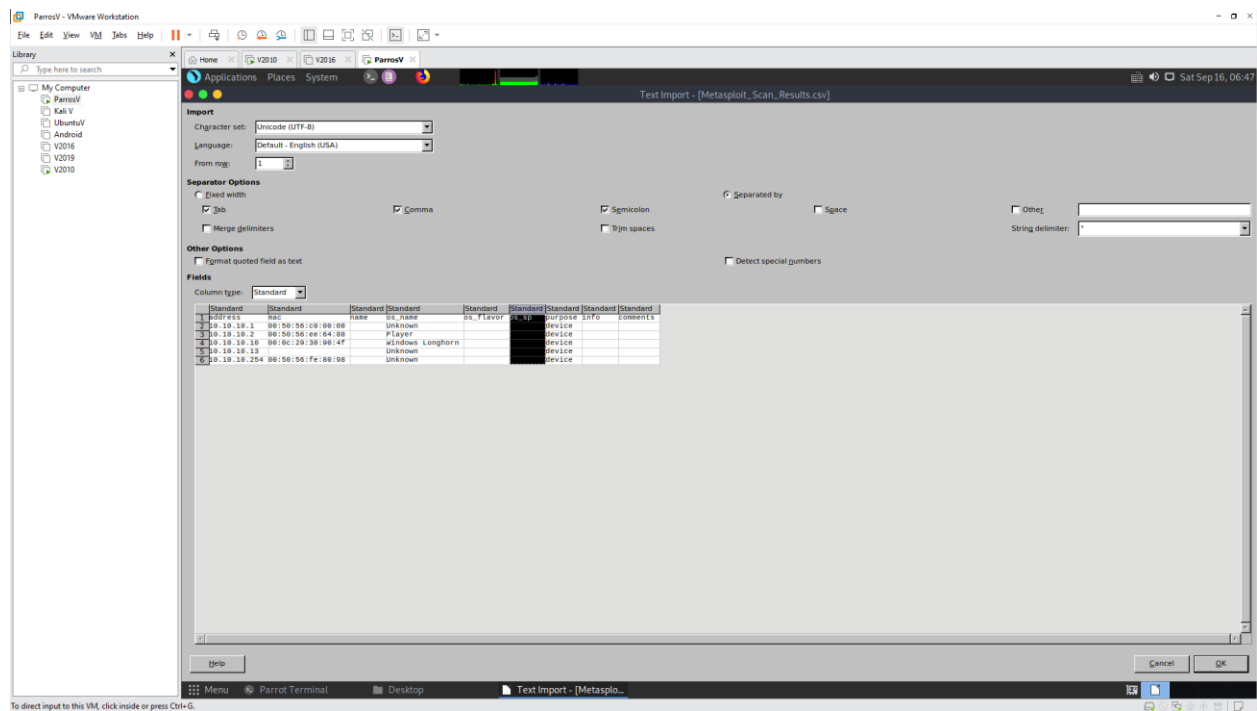 ParrosV - VMware Workstation
File Edit View VM Tabs Help
Library
Type here to search
My Computer
ParrosV
Kali V
UbuntuV
Android
V2016
V2019
V2010
Home V2010 V2016 ParrosV
Applications Places System Sat Sep 16, 06:47
Text Import - [Metasploit_Scan_Results.csv]
Import
Character set: Unicode (UTF-8)
Language: Default - English (USA)
From row: 1
Separator Options
Fixed width Separated by
Tab Comma Semicolon Space Other
Merge delimiters Trim spaces String delimiter: "
Other Options
Format quoted field as text Detect special numbers
Fields
Column type: Standard
Standard Standard Standard Standard Standard Standard Standard Standard Standard
1 address mac name os_name os_flavor os_sp purpose info comments
2 10.10.10.1 00:50:56:c0:00:08 Unknown device
3 10.10.10.2 00:50:56:ee:64:88 Player device
4 10.10.10.10 00:0c:29:30:90:4f Windows Longhorn device
5 10.10.10.13 Unknown device
6 10.10.10.254 00:50:56:fe:80:98 Unknown device
Help Cancel OK
Menu Parrot Terminal Desktop Text Import - [Metasplo...
To direct input to this VM, click inside or press Ctrl+G.